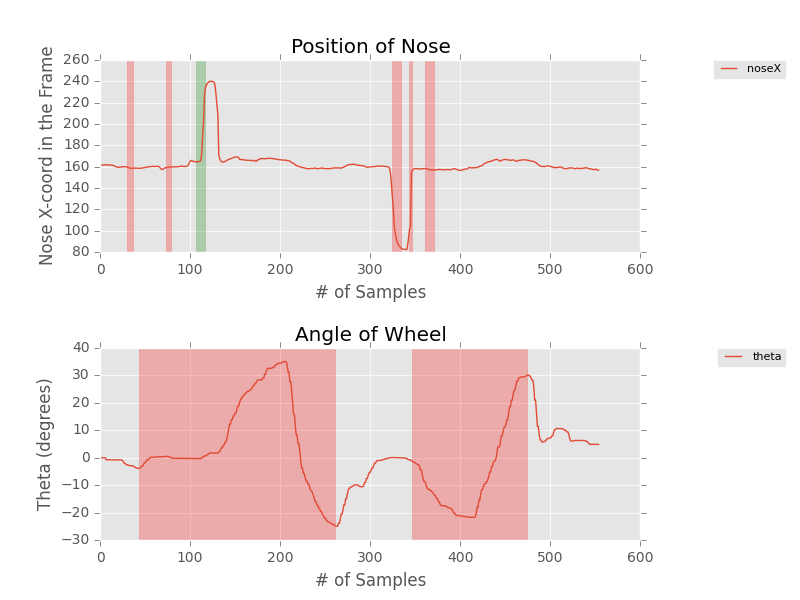 Position of Nose
Nose X-coord in the Frame
260
240
220
200
180
160
140
120
100
80
0 100 200 300 400 500 600
# of Samples
noseX
Angle of Wheel
Theta (degrees)
40
30
20
10
0
−10
−20
−30
0 100 200 300 400 500 600
# of Samples
theta